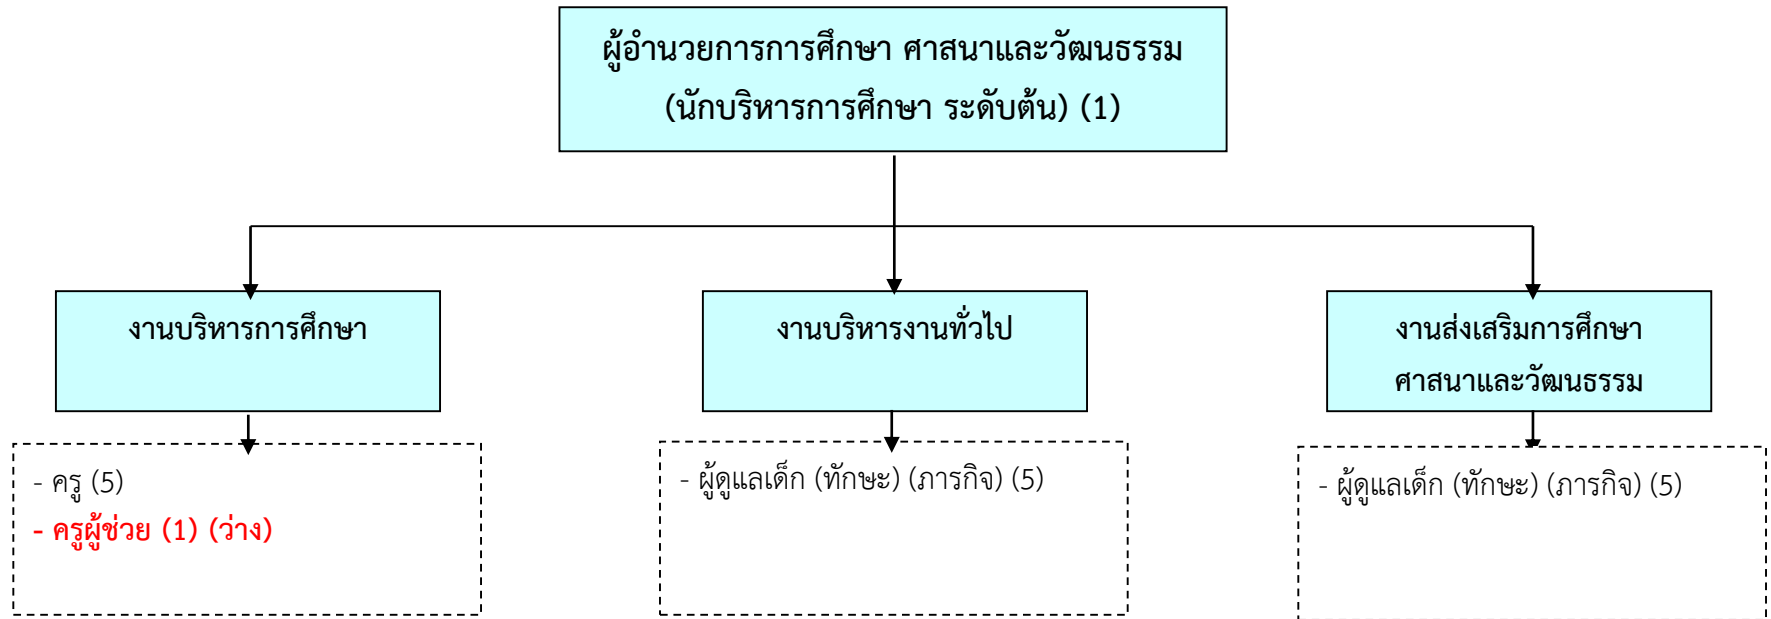 ผู้อำนวยการการศึกษา ศาสนาและวัฒนธรรม
(นักบริหารการศึกษา ระดับต้น) (1)
งานบริหารการศึกษา
งานบริหารงานทั่วไป
งานส่งเสริมการศึกษา
ศาสนาและวัฒนธรรม
- ครู (5)
- ครูผู้ช่วย (1) (ว่าง)
- ผู้ดูแลเด็ก (ทักษะ) (ภารกิจ) (5)
- ผู้ดูแลเด็ก (ทักษะ) (ภารกิจ) (5)